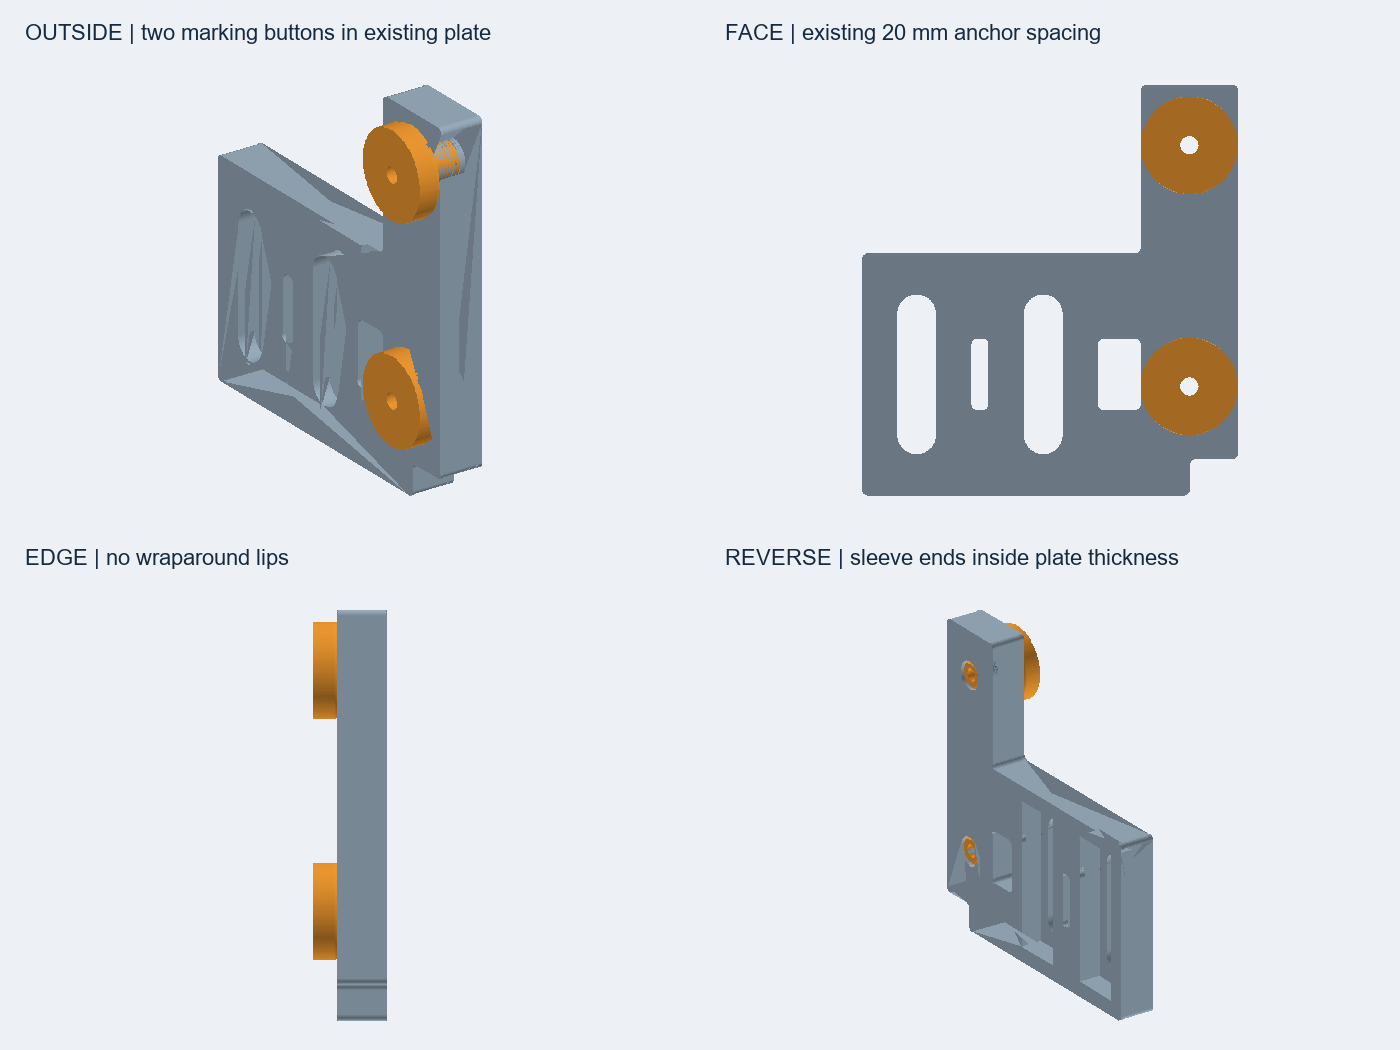 OUTSIDE | two marking buttons in existing plate
FACE | existing 20 mm anchor spacing
EDGE | no wraparound lips
REVERSE | sleeve ends inside plate thickness